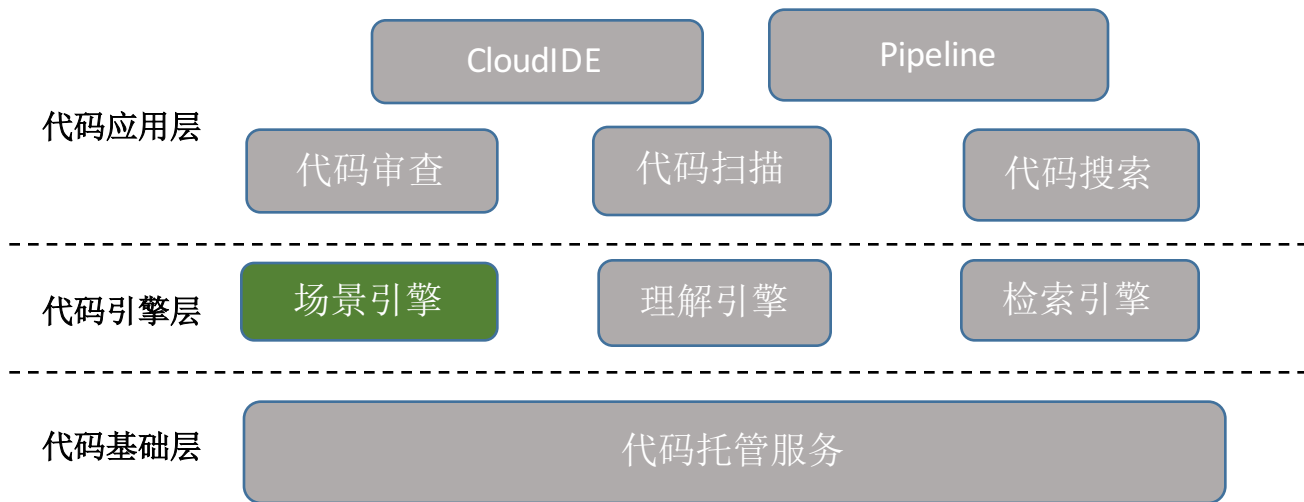 CloudIDE
Pipeline
代码应用层
代码审查
代码扫描
代码搜索
代码引擎层
场景引擎
理解引擎
检索引擎
代码基础层
代码托管服务